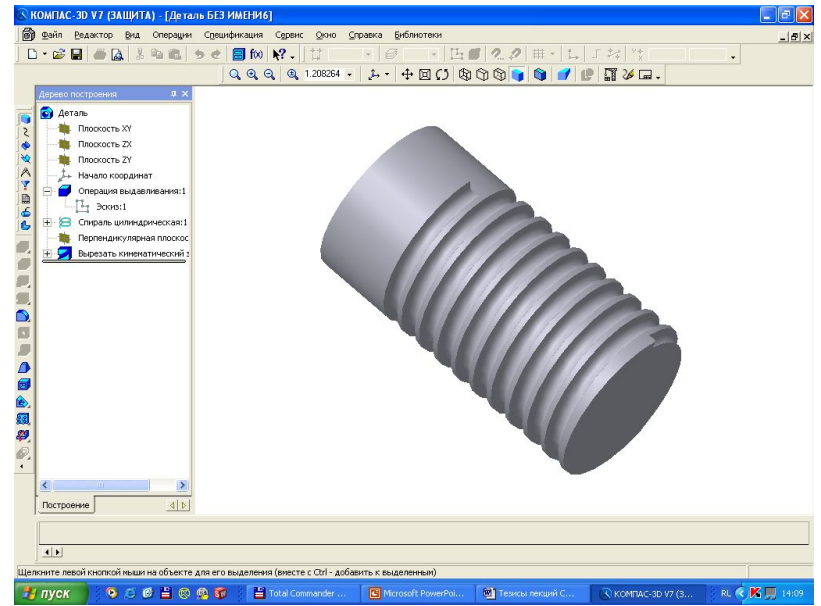 КОМПАС-3D V7 (ЗАЩИТА) - [Деталь БЕЗ ИМЕНИ6]
Файл Редактор Вид Операции Спецификация Сервис Окно Справка Библиотеки
f(x)
1.208264
Дерево построения
Деталь
Плоскость XY
Плоскость ZX
Плоскость ZY
Начало координат
Операция выдавливания:1
Эскиз:1
Спираль цилиндрическая:1
Перпендикулярная плоскос
Вырезать кинематический э
Построение
Щелкните левой кнопкой мыши на объекте для его выделения (вместе с Ctrl - добавить к выделенным)
пуск
Total Commander ...
Microsoft PowerPoi...
Тезисы лекций С...
КОМПАС-3D V7 (З...
RL
14:09